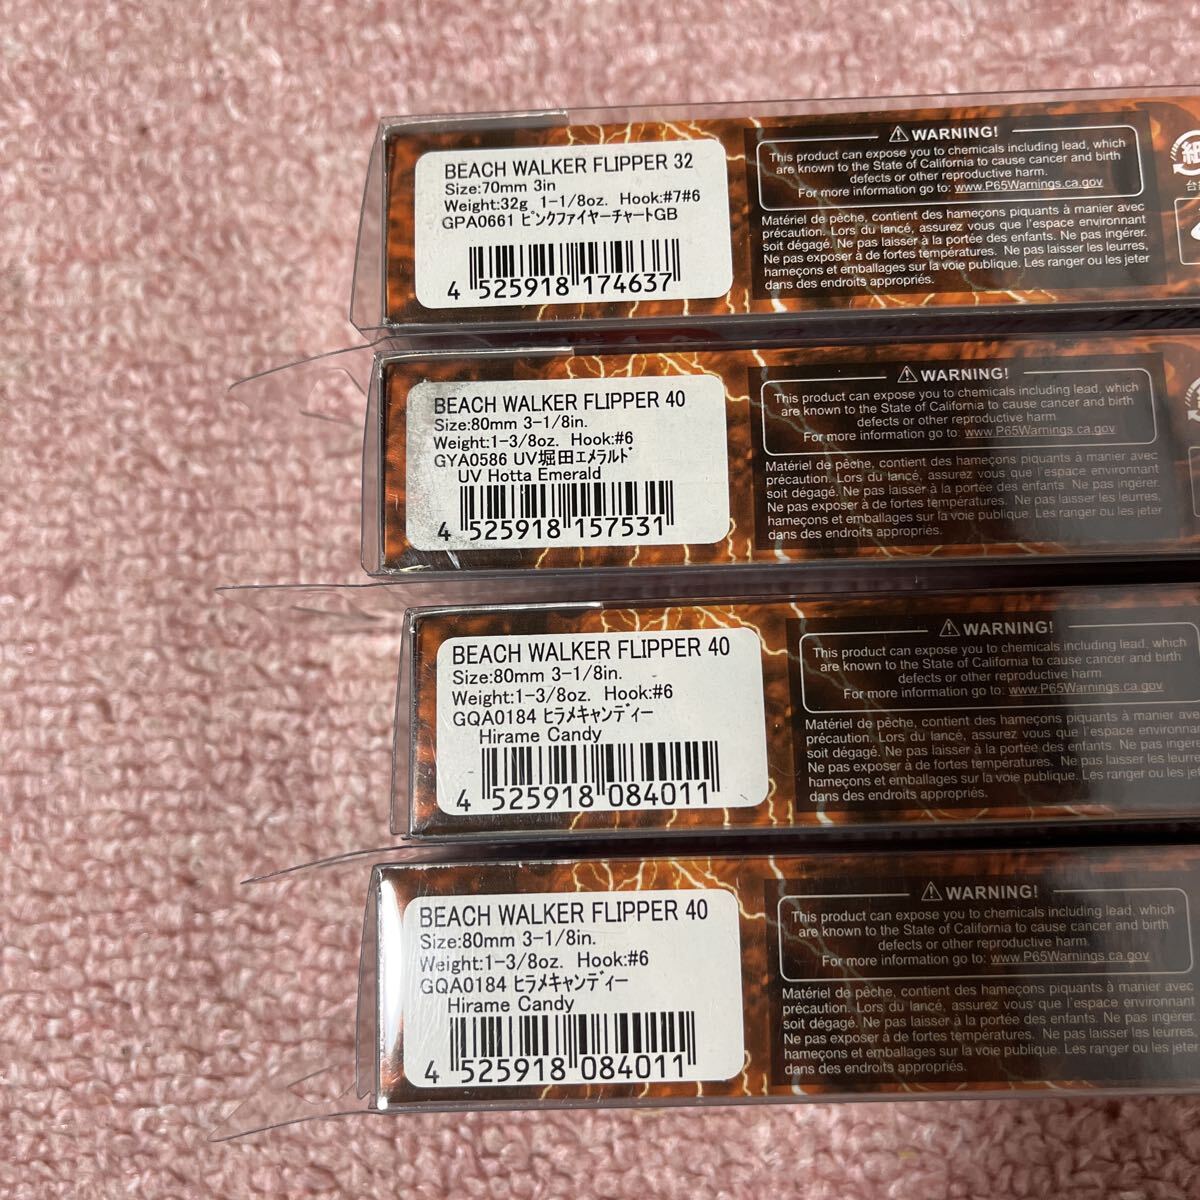 BEACH WALKER FLIPPER 32
Size:70mm 3in
Weight:32g 1-1/8oz. Hook:#7#6
GPA0661 ピンクファイヤーチャートGB
4 525918 174637
⚠ WARNING!
This product can expose you to chemicals including lead, which
are known to the State of California to cause cancer and birth
defects or other reproductive harm.
For more information go to: www.P65Warnings.ca.gov
Matériel de pêche, contient des hameçons piquants à manier avec
précaution. Lors du lancé, assurez vous que l'espace environnant
soit dégagé. Ne pas laisser à la portée des enfants. Ne pas ingérer.
Ne pas exposer à de fortes températures. Ne pas laisser les leurres,
hameçons et emballages sur la voie publique. Les ranger ou les jeter
dans des endroits appropriés.
BEACH WALKER FLIPPER 40
Size:80mm 3-1/8in.
Weight:1-3/8oz. Hook:#6
GYA0586 UV堀田エメラルド
UV Hotta Emerald
4 525918 157531
⚠ WARNING!
This product can expose you to chemicals including lead, which
are known to the State of California to cause cancer and birth
defects or other reproductive harm.
For more information go to: www.P65Warnings.ca.gov
Matériel de pêche, contient des hameçons piquants à manier avec
précaution. Lors du lancé, assurez vous que l'espace environnant
soit dégagé. Ne pas laisser à la portée des enfants. Ne pas ingérer.
Ne pas exposer à de fortes températures. Ne pas laisser les leurres,
hameçons et emballages sur la voie publique. Les ranger ou les jeter
dans des endroits appropriés.
BEACH WALKER FLIPPER 40
Size:80mm 3-1/8in.
Weight:1-3/8oz. Hook:#6
GQA0184 ヒラメキャンディー
Hirame Candy
4 525918 084011
⚠ WARNING!
This product can expose you to chemicals including lead, which
are known to the State of California to cause cancer and birth
defects or other reproductive harm.
For more information go to: www.P65Warnings.ca.gov
Matériel de pêche, contient des hameçons piquants à manier avec
précaution. Lors du lancé, assurez vous que l'espace environnant
soit dégagé. Ne pas laisser à la portée des enfants. Ne pas ingérer.
Ne pas exposer à de fortes températures. Ne pas laisser les leurres,
hameçons et emballages sur la voie publique. Les ranger ou les jeter
dans des endroits appropriés.
BEACH WALKER FLIPPER 40
Size:80mm 3-1/8in.
Weight:1-3/8oz. Hook:#6
GQA0184 ヒラメキャンディー
Hirame Candy
4 525918 084011
⚠ WARNING!
This product can expose you to chemicals including lead, which
are known to the State of California to cause cancer and birth
defects or other reproductive harm.
For more information go to: www.P65Warnings.ca.gov
Matériel de pêche, contient des hameçons piquants à manier avec
précaution. Lors du lancé, assurez vous que l'espace environnant
soit dégagé. Ne pas laisser à la portée des enfants. Ne pas ingérer.
Ne pas exposer à de fortes températures. Ne pas laisser les leurres,
hameçons et emballages sur la voie publique. Les ranger ou les jeter
dans des endroits appropriés.